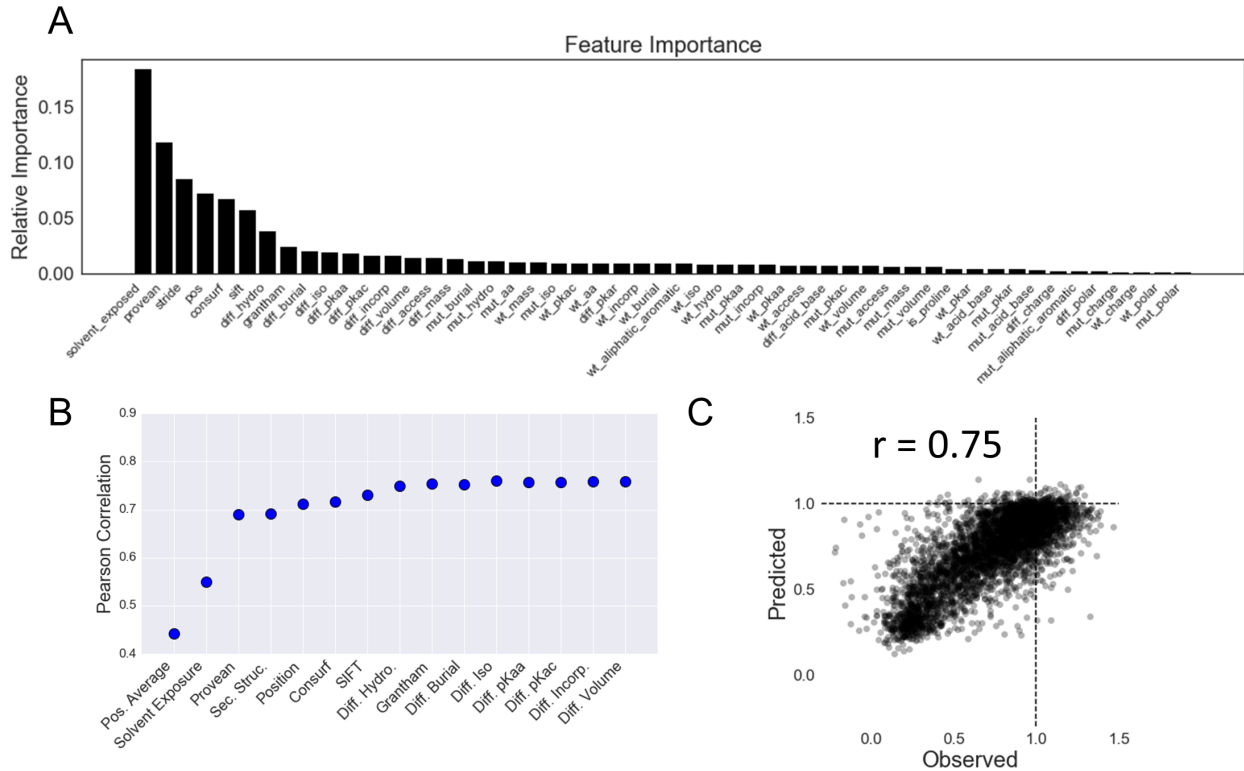 A
Feature Importance
Relative Importance
0.15
0.10
0.05
0.00
solvent_exposed
provean
stride
pos
consurf
sift
diff_hydro
grantham
diff_burial
diff_iso
diff_pkaa
diff_pkac
diff_incorp
diff_volume
diff_access
diff_mass
mut_burial
mut_hydro
mut_aa
wt_mass
mut_iso
wt_pkac
wt_aa
diff_pkar
wt_incorp
wt_burial
wt_aliphatic_aromatic
wt_iso
wt_hydro
mut_pkaa
mut_incorp
wt_pkaa
wt_access
diff_acid_base
mut_pkac
wt_volume
mut_access
mut_mass
mut_volume
is_proline
wt_pkar
wt_acid_base
mut_pkar
mut_acid_base
diff_charge
mut_aliphatic_aromatic
diff_polar
mut_charge
wt_charge
wt_polar
mut_polar
B
Pearson Correlation
0.9
0.8
0.7
0.6
0.5
0.4
Pos. Average
Solvent Exposure
Provean
Sec. Struc.
Position
Consurf
SIFT
Diff. Hydro.
Grantham
Diff. Burial
Diff. Iso
Diff. pKaa
Diff. pKac
Diff. Incorp.
Diff. Volume
C
r = 0.75
Predicted
1.5
1.0
0.5
0.0
0.0 0.5 1.0 1.5
Observed